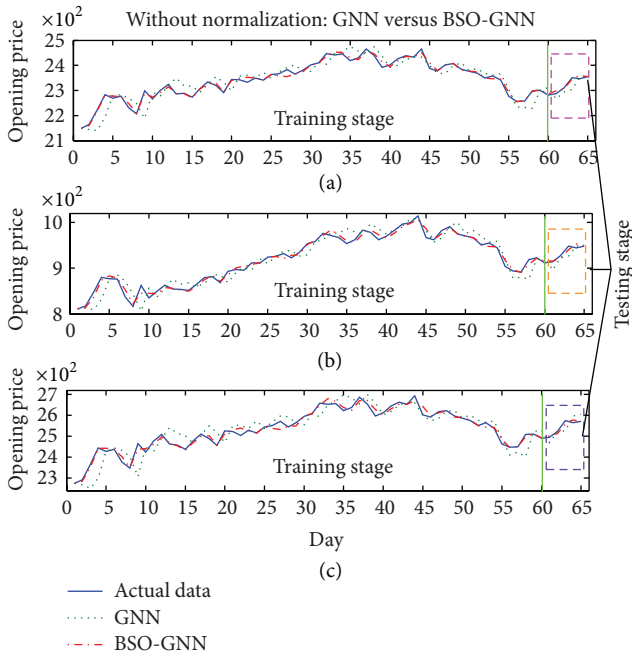 Without normalization: GNN versus BSO-GNN
×10²
Opening price
25
24
23
22
21
Training stage
0 5 10 15 20 25 30 35 40 45 50 55 60 65
(a)
×10²
Opening price
10
9
8
Training stage
0 5 10 15 20 25 30 35 40 45 50 55 60 65
(b)
Testing stage
×10²
Opening price
27
26
25
24
23
Training stage
0 5 10 15 20 25 30 35 40 45 50 55 60 65
Day
(c)
Actual data
GNN
BSO-GNN